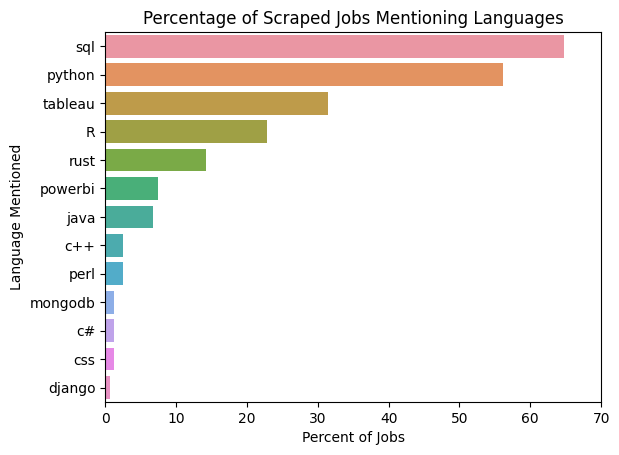 Percentage of Scraped Jobs Mentioning Languages
Language Mentioned
sql
python
tableau
R
rust
powerbi
java
c++
perl
mongodb
c#
css
django
0 10 20 30 40 50 60 70
Percent of Jobs